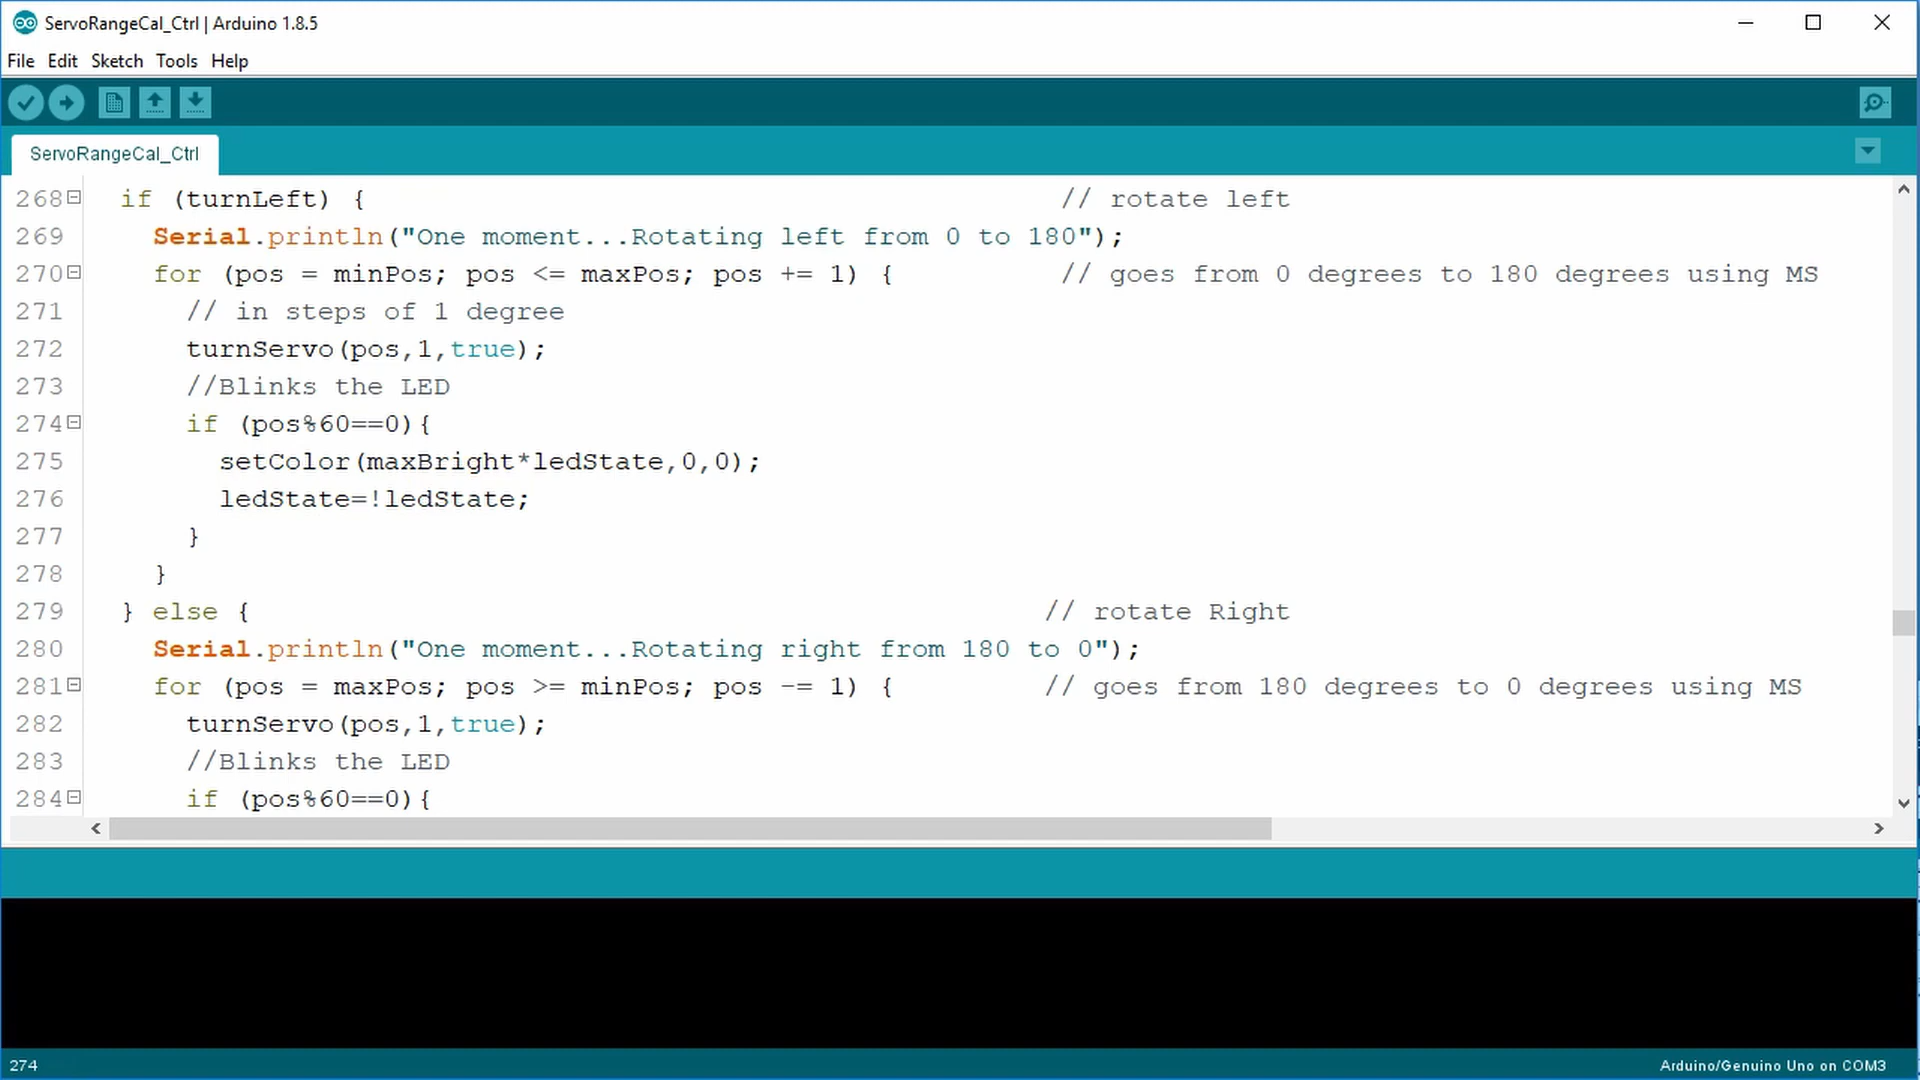 ServoRangeCal_Ctrl | Arduino 1.8.5
File Edit Sketch Tools Help
ServoRangeCal_Ctrl
268 if (turnLeft) { // rotate left
269 Serial.println("One moment...Rotating left from 0 to 180");
270 for (pos = minPos; pos <= maxPos; pos += 1) { // goes from 0 degrees to 180 degrees using MS
271 // in steps of 1 degree
272 turnServo(pos,1,true);
273 //Blinks the LED
274 if (pos%60==0){
275 setColor(maxBright*ledState,0,0);
276 ledState=!ledState;
277 }
278 }
279 } else { // rotate Right
280 Serial.println("One moment...Rotating right from 180 to 0");
281 for (pos = maxPos; pos >= minPos; pos -= 1) { // goes from 180 degrees to 0 degrees using MS
282 turnServo(pos,1,true);
283 //Blinks the LED
284 if (pos%60==0){
274 Arduino/Genuino Uno on COM3